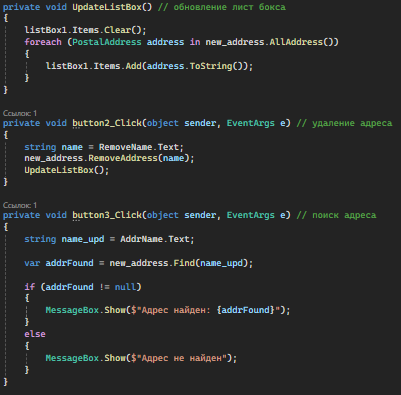 private void UpdateListBox() // обновление лист бокса
{
    listBox1.Items.Clear();
    foreach (PostalAddress address in new_address.AllAddress())
    {
        listBox1.Items.Add(address.ToString());
    }
}
Ссылок: 1
private void button2_Click(object sender, EventArgs e) // удаление адреса
{
    string name = RemoveName.Text;
    new_address.RemoveAddress(name);
    UpdateListBox();
}
Ссылок: 1
private void button3_Click(object sender, EventArgs e) // поиск адреса
{
    string name_upd = AddrName.Text;
    var addrFound = new_address.Find(name_upd);
    if (addrFound != null)
    {
        MessageBox.Show($"Адрес найден: {addrFound}");
    }
    else
    {
        MessageBox.Show($"Адрес не найден");
    }
}